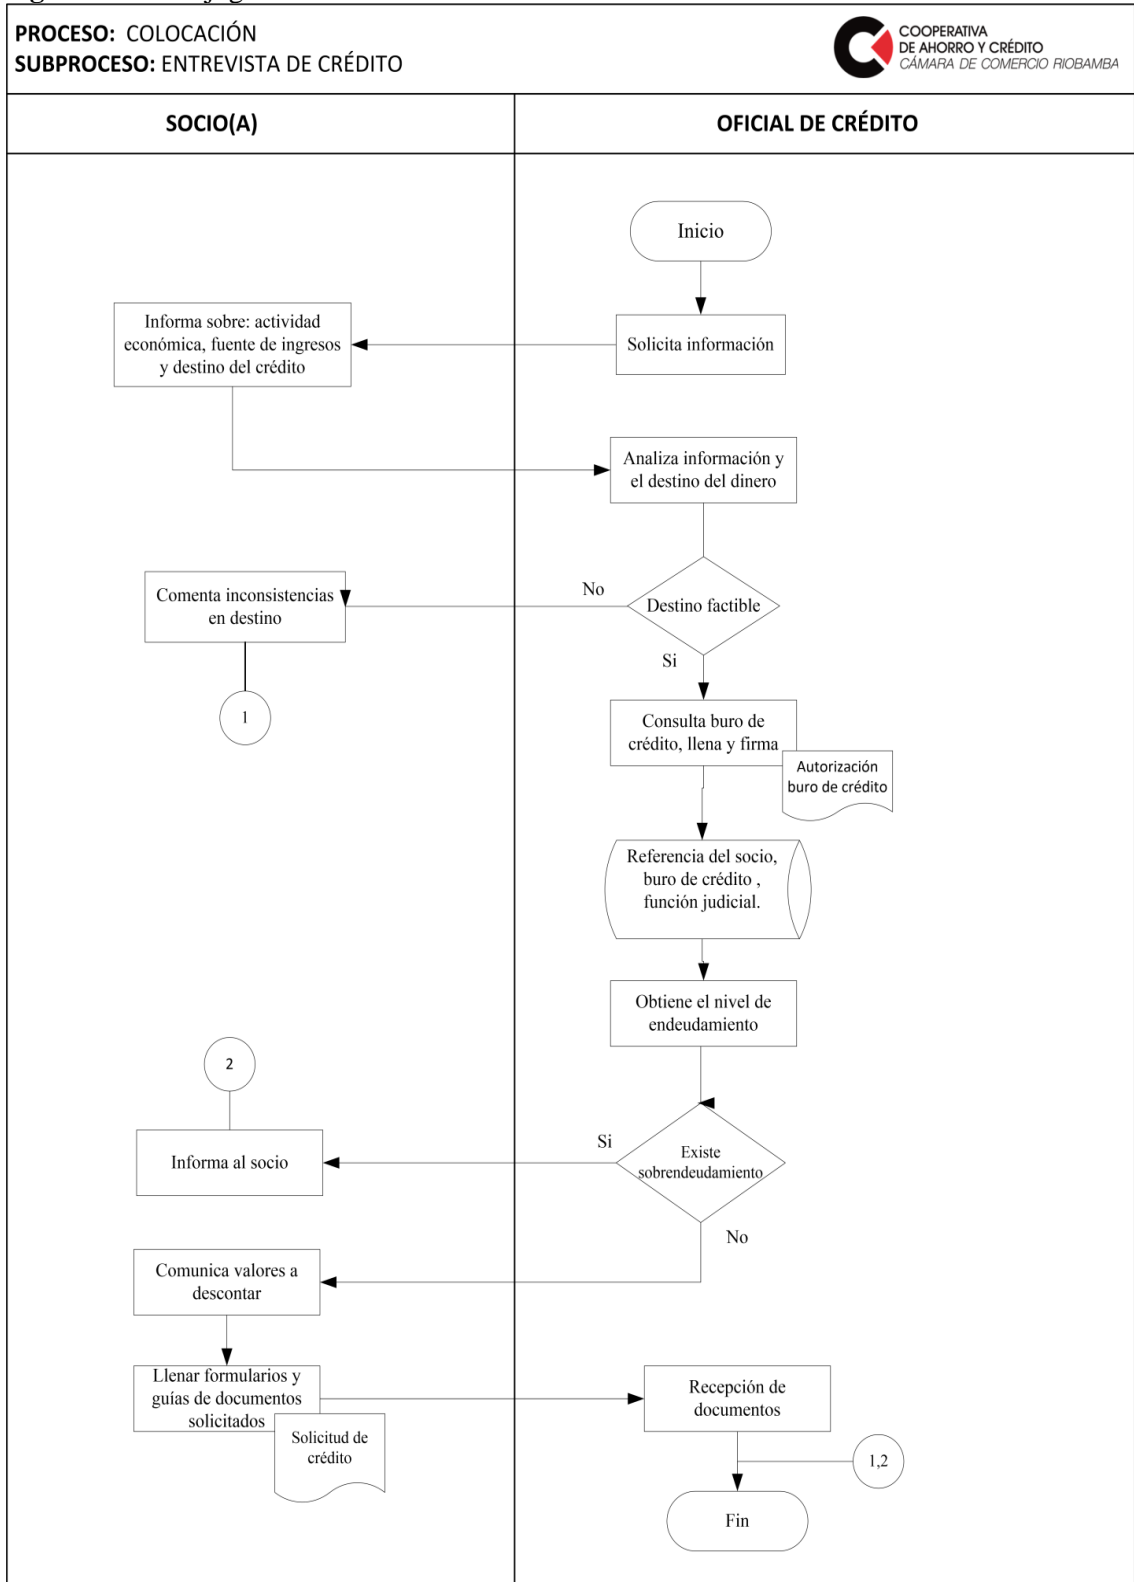 PROCESO: COLOCACIÓN
SUBPROCESO: ENTREVISTA DE CRÉDITO
COOPERATIVA
DE AHORRO Y CRÉDITO
CÁMARA DE COMERCIO RIOBAMBA
SOCIO(A)
OFICIAL DE CRÉDITO
Inicio
Informa sobre: actividad
económica, fuente de ingresos
y destino del crédito
Solicita información
Analiza información y
el destino del dinero
Comenta inconsistencias
en destino
No
Destino factible
Si
1
Consulta buro de
crédito, llena y firma
Autorización
buro de crédito
Referencia del socio,
buro de crédito ,
función judicial.
Obtiene el nivel de
endeudamiento
2
Informa al socio
Si
Existe
sobrendeudamiento
No
Comunica valores a
descontar
Llenar formularios y
guías de documentos
solicitados
Solicitud de
crédito
Recepción de
documentos
1,2
Fin